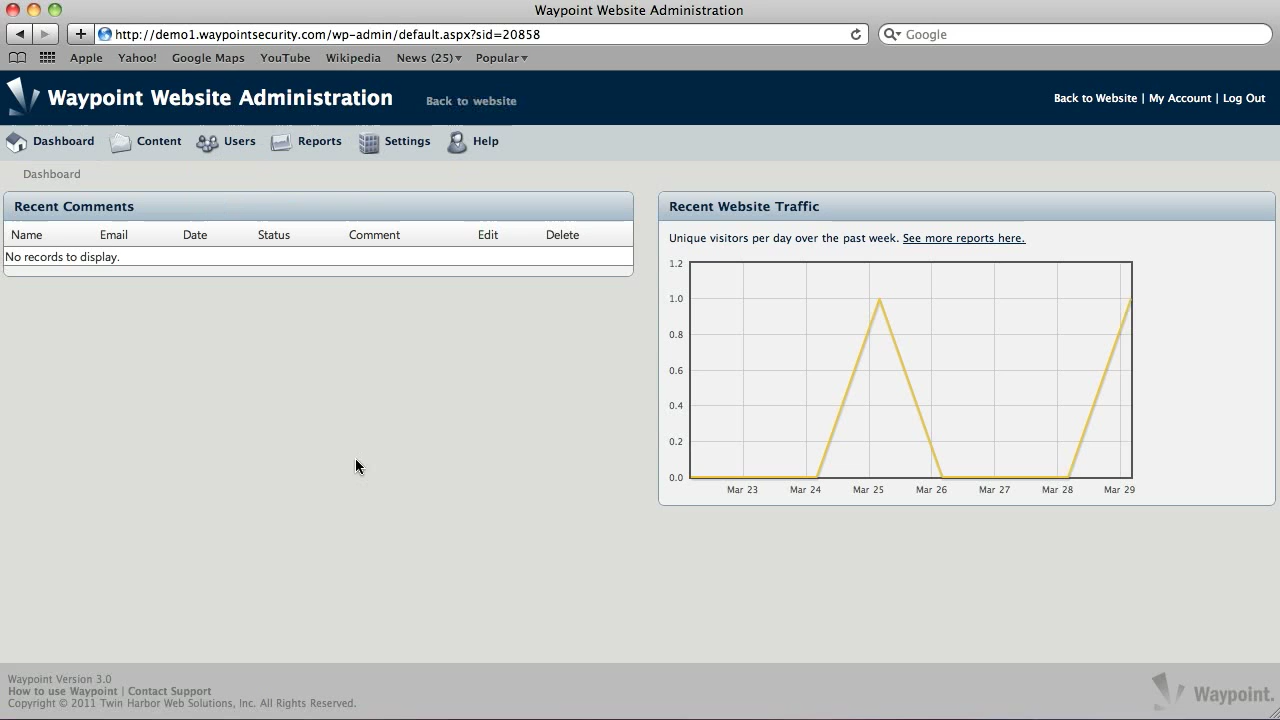 Waypoint Website Administration
http://demo1.waypointsecurity.com/wp-admin/default.aspx?sid=20858
Google
Apple Yahoo! Google Maps YouTube Wikipedia News (25) Popular
Waypoint Website Administration Back to website Back to Website | My Account | Log Out
Dashboard Content Users Reports Settings Help
Dashboard
Recent Comments
Name Email Date Status Comment Edit Delete
No records to display.
Recent Website Traffic
Unique visitors per day over the past week. See more reports here.
1.2
1.0
0.8
0.6
0.4
0.2
0.0
Mar 23 Mar 24 Mar 25 Mar 26 Mar 27 Mar 28 Mar 29
Waypoint Version 3.0
How to use Waypoint | Contact Support
Copyright © 2011 Twin Harbor Web Solutions, Inc. All Rights Reserved.
Waypoint.